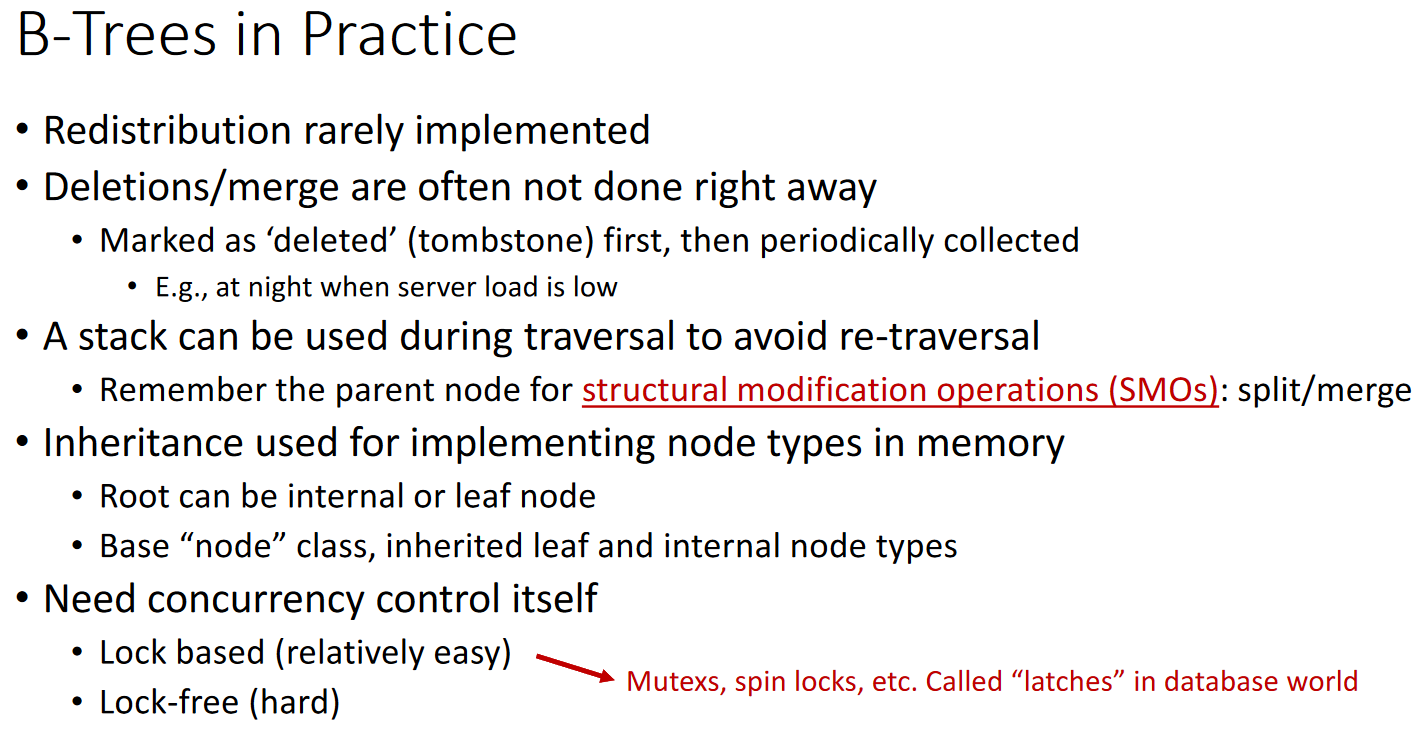 B-Trees in Practice
• Redistribution rarely implemented
• Deletions/merge are often not done right away
• Marked as ‘deleted’ (tombstone) first, then periodically collected
• E.g., at night when server load is low
• A stack can be used during traversal to avoid re-traversal
• Remember the parent node for structural modification operations (SMOs): split/merge
• Inheritance used for implementing node types in memory
• Root can be internal or leaf node
• Base “node” class, inherited leaf and internal node types
• Need concurrency control itself
• Lock based (relatively easy)
Mutexs, spin locks, etc. Called “latches” in database world
• Lock-free (hard)